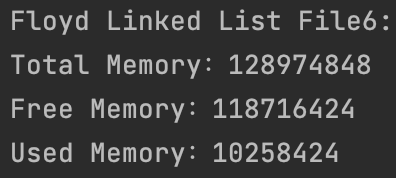 Floyd Linked List File6:
Total Memory: 128974848
Free Memory: 118716424
Used Memory: 10258424